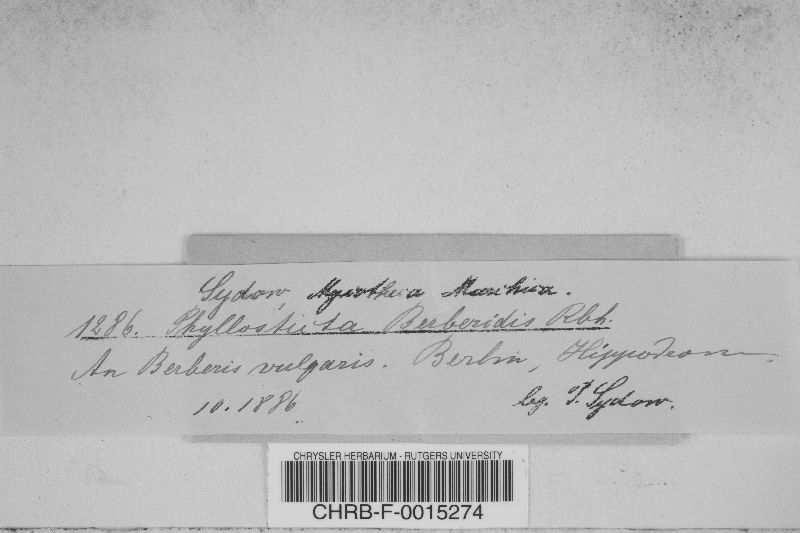 Sydow, Mycotheca Marchica.
1286. Phyllosticta Berberidis Rbh.
An Berberis vulgaris. Berlin, Hippodrom.
10.1886
leg. P. Sydow.
CHRYSLER HERBARIUM - RUTGERS UNIVERSITY
CHRB-F-0015274